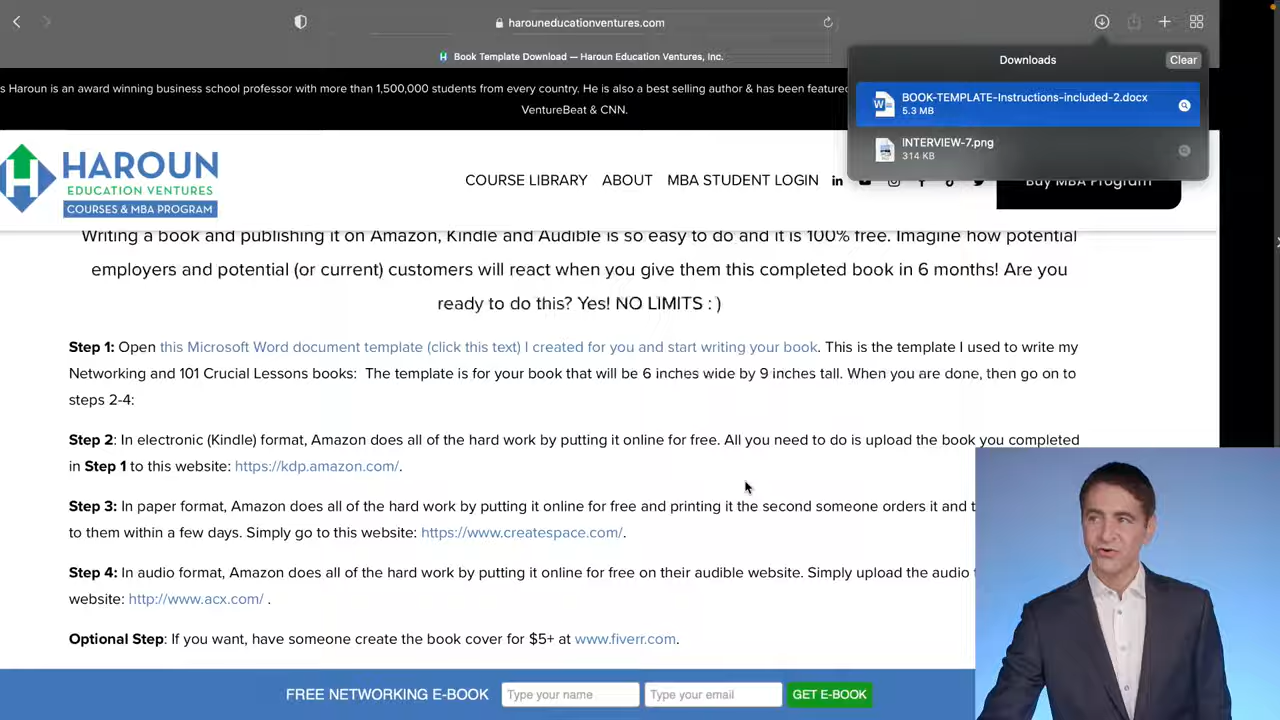 harouneducationventures.com
Book Template Download — Haroun Education Ventures, Inc.
Downloads
Clear
BOOK-TEMPLATE-Instructions-included-2.docx
5.3 MB
INTERVIEW-7.png
314 KB
s Haroun is an award winning business school professor with more than 1,500,000 students from every country. He is also a best selling author & has been featured
VentureBeat & CNN.
HAROUN
EDUCATION VENTURES
COURSES & MBA PROGRAM
COURSE LIBRARY ABOUT MBA STUDENT LOGIN
Buy MBA Program
Writing a book and publishing it on Amazon, Kindle and Audible is so easy to do and it is 100% free. Imagine how potential
employers and potential (or current) customers will react when you give them this completed book in 6 months! Are you
ready to do this? Yes! NO LIMITS : )
Step 1: Open this Microsoft Word document template (click this text) I created for you and start writing your book. This is the template I used to write my
Networking and 101 Crucial Lessons books: The template is for your book that will be 6 inches wide by 9 inches tall. When you are done, then go on to
steps 2-4:
Step 2: In electronic (Kindle) format, Amazon does all of the hard work by putting it online for free. All you need to do is upload the book you completed
in Step 1 to this website: https://kdp.amazon.com/.
Step 3: In paper format, Amazon does all of the hard work by putting it online for free and printing it the second someone orders it and t
to them within a few days. Simply go to this website: https://www.createspace.com/.
Step 4: In audio format, Amazon does all of the hard work by putting it online for free on their audible website. Simply upload the audio
website: http://www.acx.com/ .
Optional Step: If you want, have someone create the book cover for $5+ at www.fiverr.com.
FREE NETWORKING E-BOOK
Type your name
Type your email
GET E-BOOK